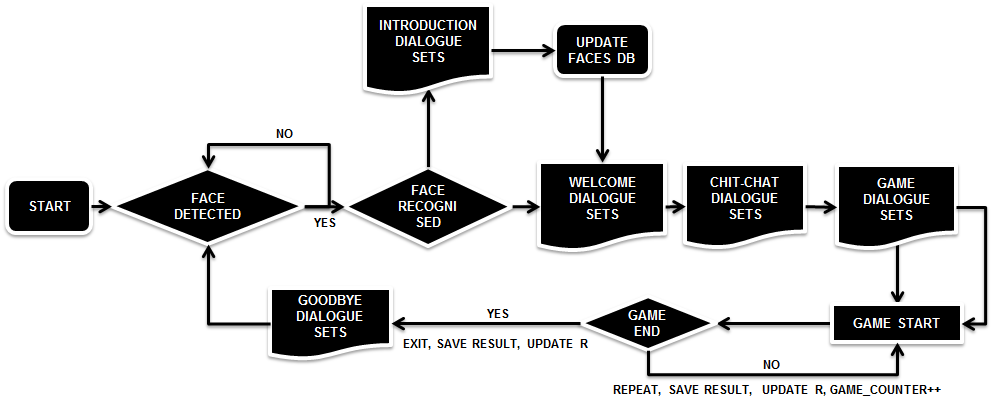 INTRODUCTION
DIALOGUE
SETS
UPDATE
FACES DB
NO
START
FACE
DETECTED
YES
FACE
RECOGNI
SED
WELCOME
DIALOGUE
SETS
CHIT-CHAT
DIALOGUE
SETS
GAME
DIALOGUE
SETS
GOODBYE
DIALOGUE
SETS
YES
EXIT, SAVE RESULT, UPDATE R
GAME
END
GAME START
NO
REPEAT, SAVE RESULT, UPDATE R, GAME_COUNTER++